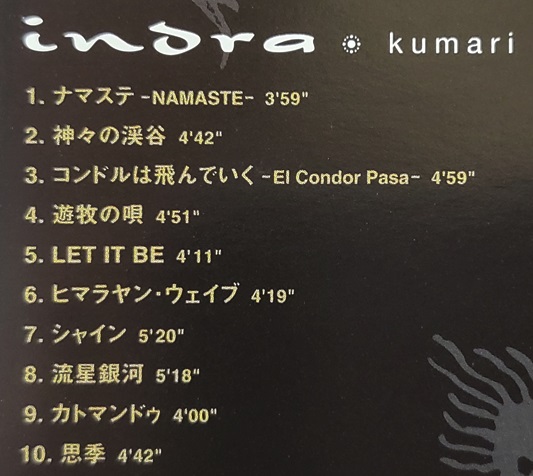 indra ☼ kumari
1. ナマステ -NAMASTE- 3'59"
2. 神々の渓谷 4'42"
3. コンドルは飛んでいく -El Condor Pasa- 4'59"
4. 遊牧の唄 4'51"
5. LET IT BE 4'11"
6. ヒマラヤン・ウェイブ 4'19"
7. シャイン 5'20"
8. 流星銀河 5'18"
9. カトマンドゥ 4'00"
10. 思季 4'42"